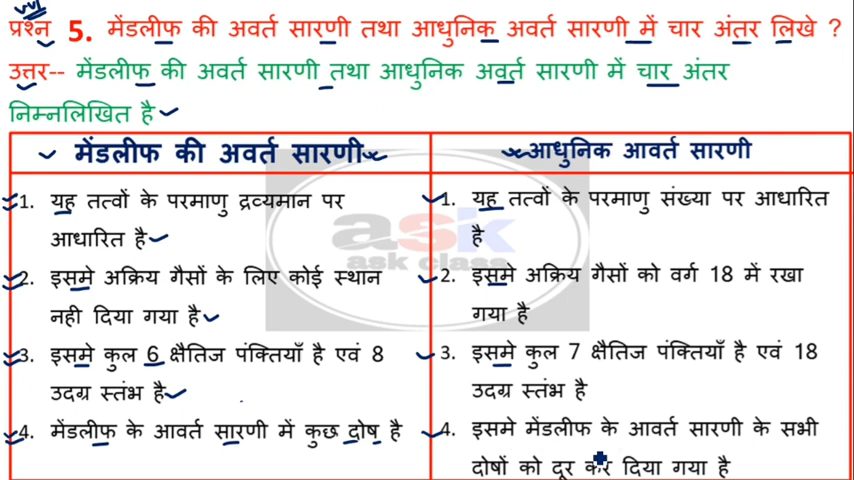 प्रश्न 5. मेंडलीफ की अवर्त सारणी तथा आधुनिक अवर्त सारणी में चार अंतर लिखे ?
उत्तर-- मेंडलीफ की अवर्त सारणी तथा आधुनिक अवर्त सारणी में चार अंतर
निम्नलिखित है
मेंडलीफ की अवर्त सारणी
1. यह तत्वों के परमाणु द्रव्यमान पर
आधारित है
2. इसमे अक्रिय गैसों के लिए कोई स्थान
नही दिया गया है
3. इसमे कुल 6 क्षैतिज पंक्तियाँ है एवं 8
उदग्र स्तंभ है
4. मेंडलीफ के आवर्त सारणी में कुछ दोष है
आधुनिक आवर्त सारणी
1. यह तत्वों के परमाणु संख्या पर आधारित
है
2. इसमे अक्रिय गैसों को वर्ग 18 में रखा
गया है
3. इसमे कुल 7 क्षैतिज पंक्तियाँ है एवं 18
उदग्र स्तंभ है
4. इसमे मेंडलीफ के आवर्त सारणी के सभी
दोषों को दूर कर दिया गया है
ask
ask class